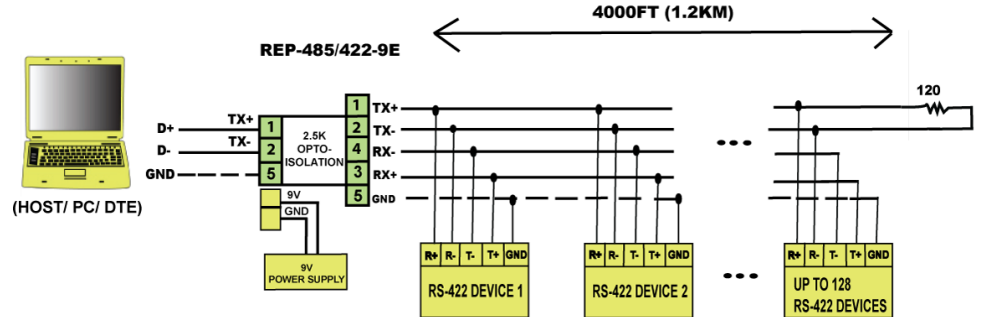 4000FT (1.2KM)
REP-485/422-9E
120
D+
TX+
1
D-
TX-
2
GND
5
2.5K
OPTO-
ISOLATION
1 TX+
2 TX-
4 RX-
3 RX+
5 GND
9V
GND
9V
POWER SUPPLY
(HOST/ PC/ DTE)
R+ R- T- T+ GND
RS-422 DEVICE 1
R+ R- T- T+ GND
RS-422 DEVICE 2
R+ R- T- T+ GND
UP TO 128
RS-422 DEVICES